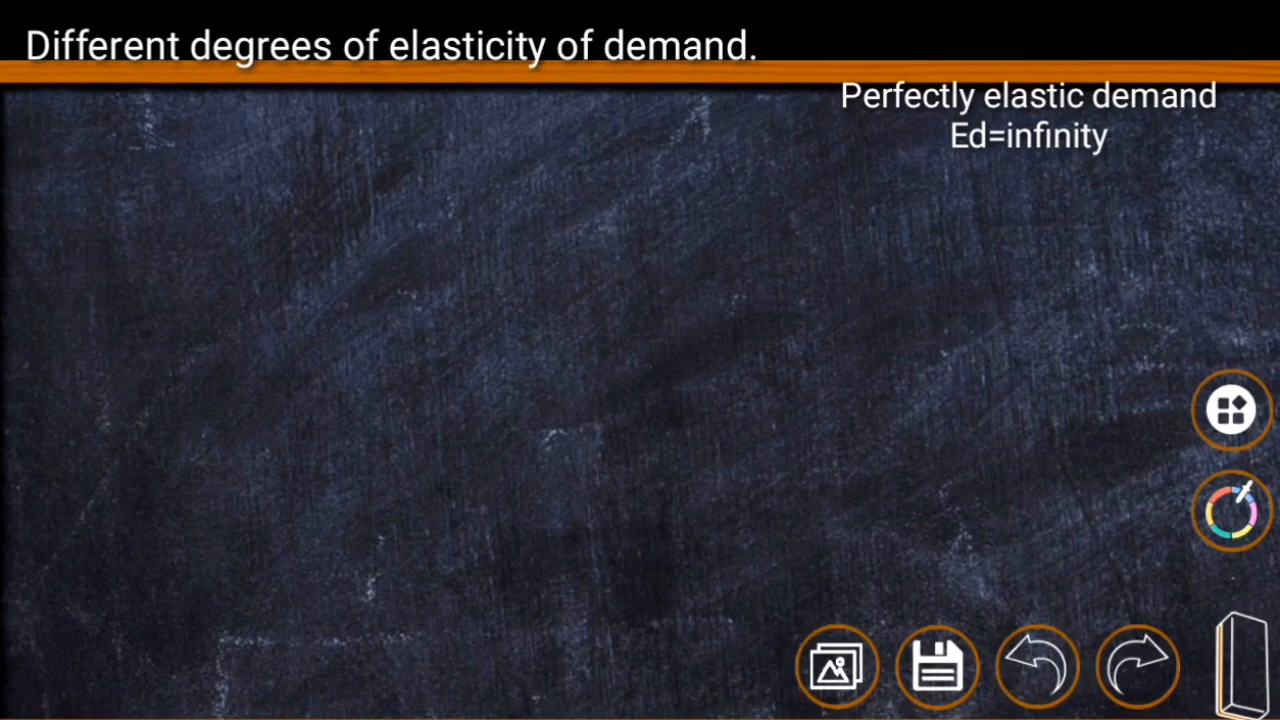 Different degrees of elasticity of demand.
Perfectly elastic demand
Ed=infinity